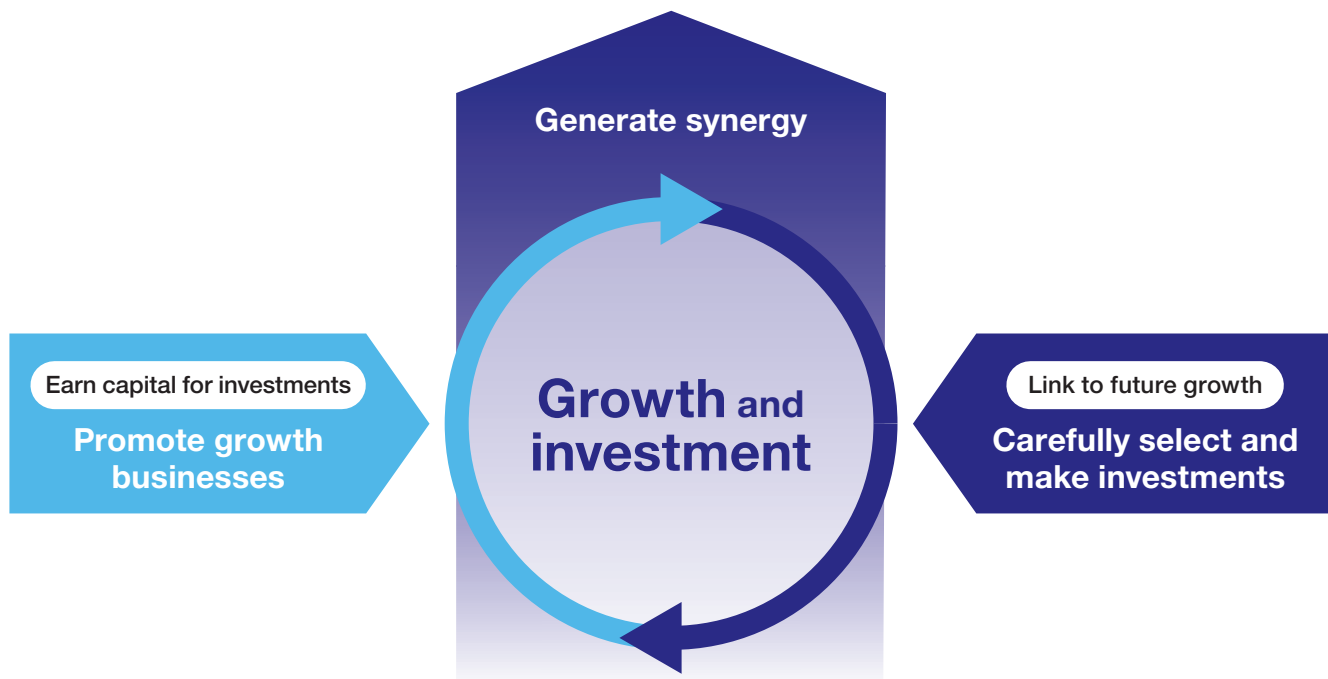 Generate synergy
Earn capital for investments
Promote growth
businesses
Growth and
investment
Link to future growth
Carefully select and
make investments